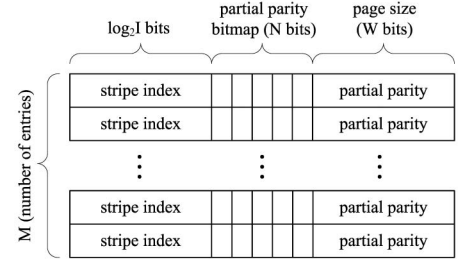 log₂I bits
partial parity
bitmap (N bits)
page size
(W bits)
M (number of entries)
stripe index
partial parity
stripe index
partial parity
stripe index
partial parity
stripe index
partial parity